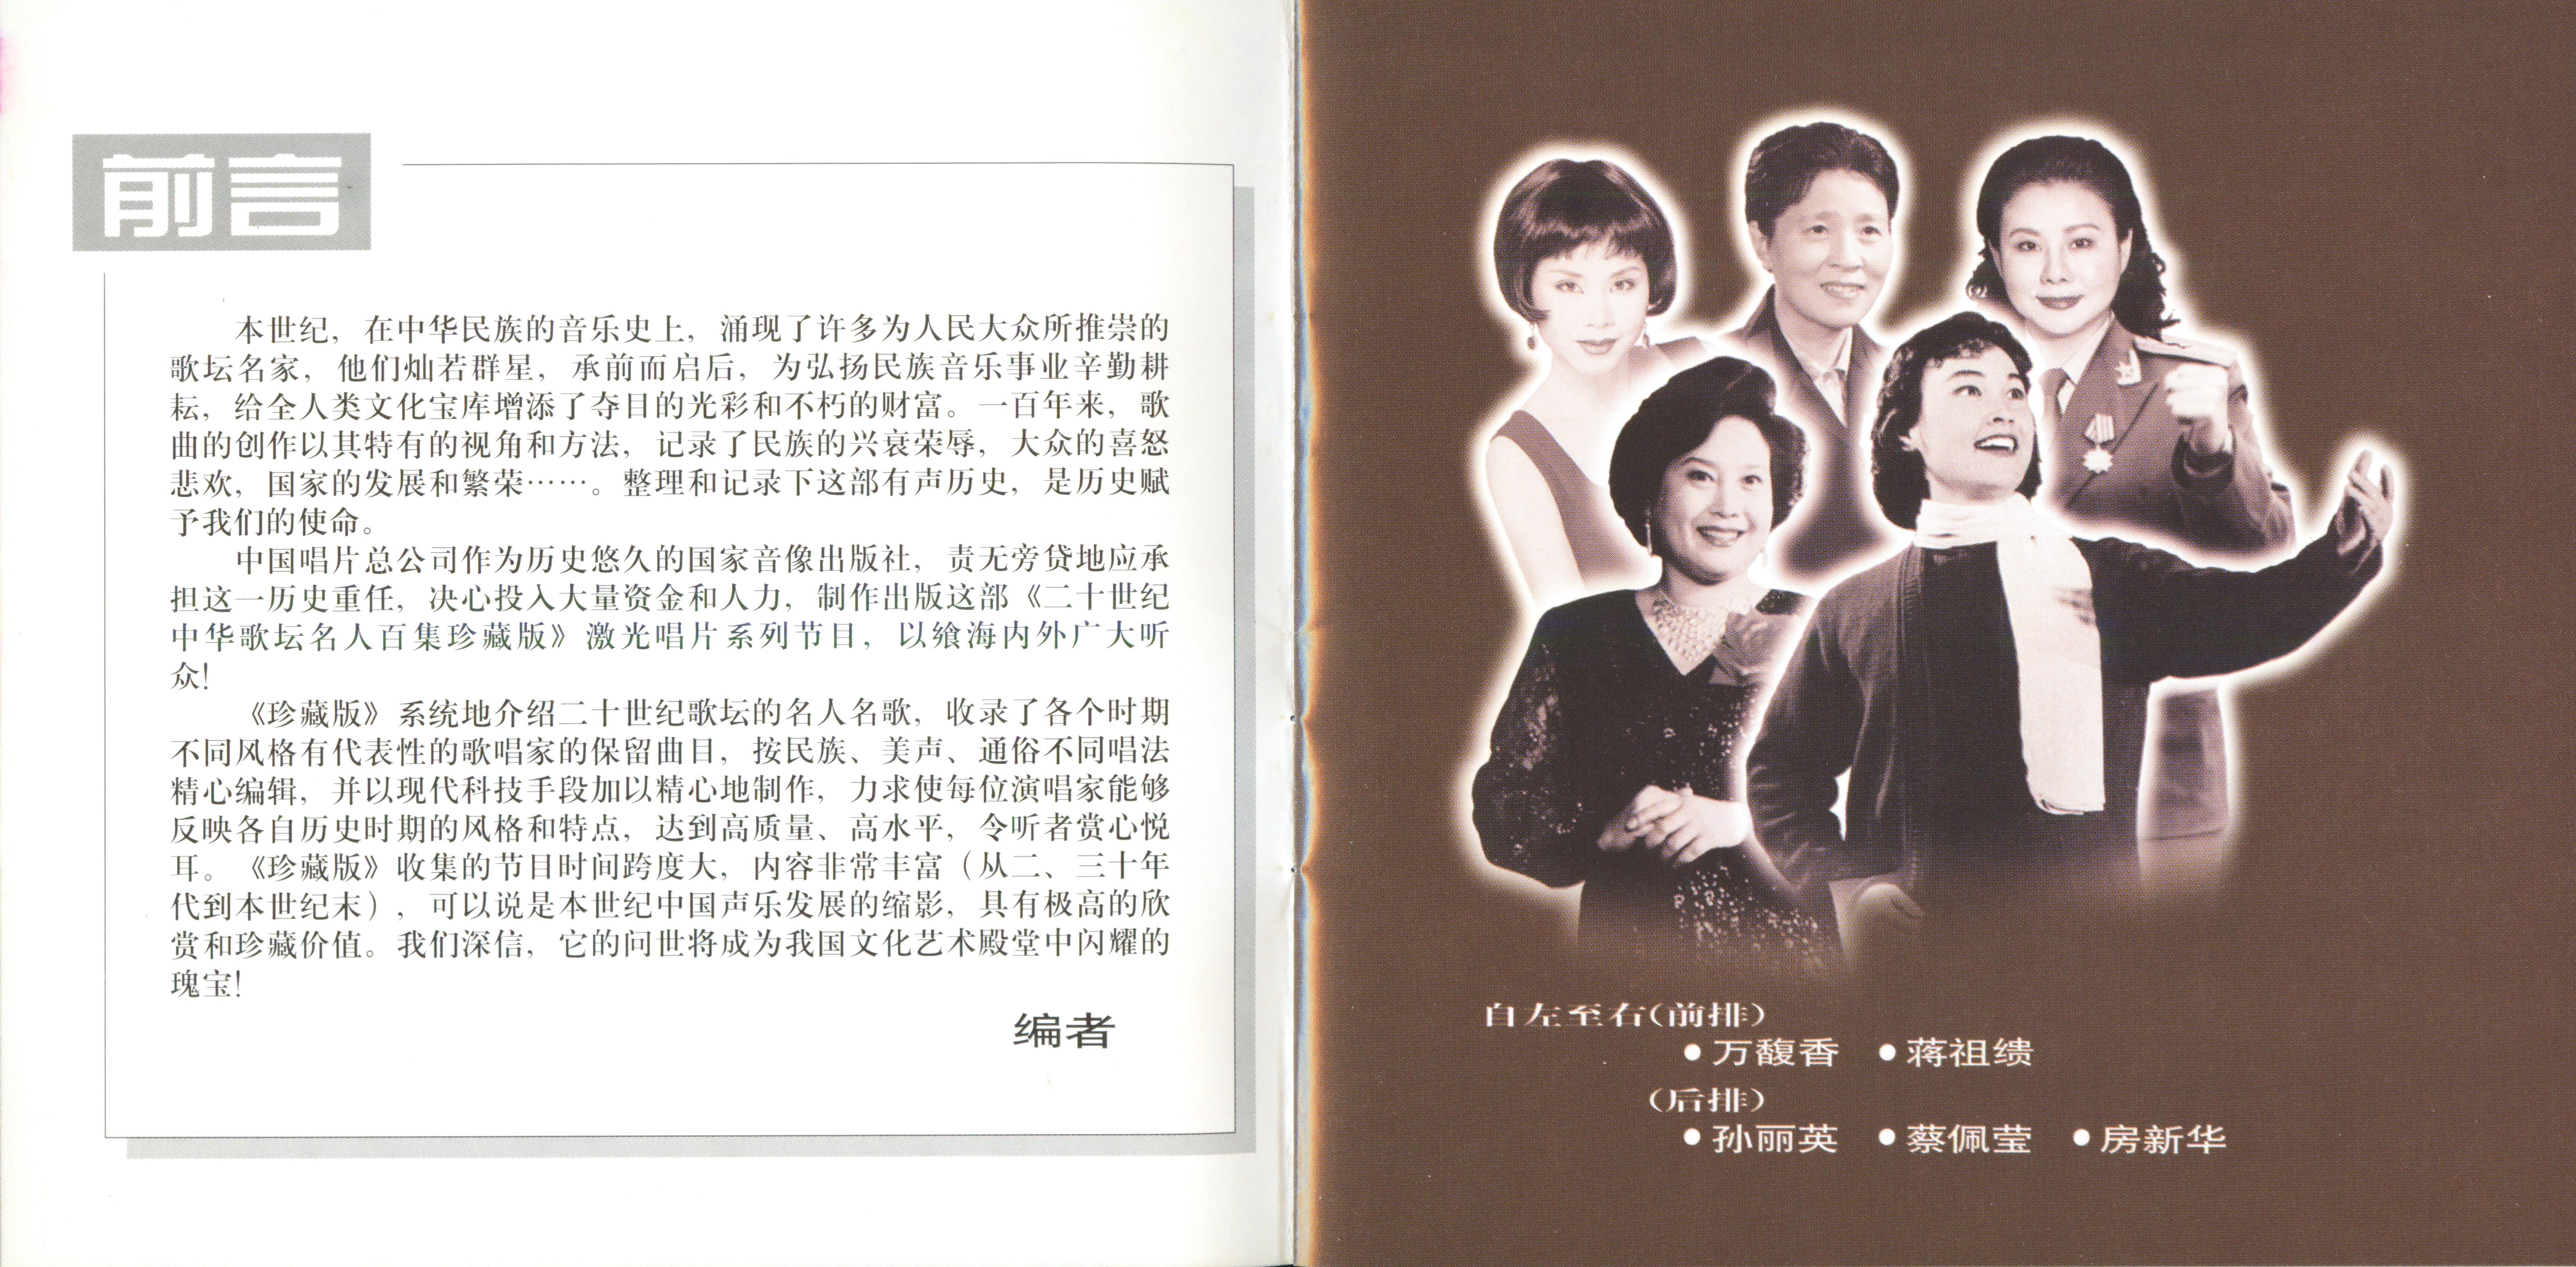 前言
本世纪，在中华民族的音乐史上，涌现了许多为人民大众所推崇的
歌坛名家，他们灿若群星，承前而启后，为弘扬民族音乐事业辛勤耕
耘，给全人类文化宝库增添了夺目的光彩和不朽的财富。一百年来，歌
曲的创作以其特有的视角和方法，记录了民族的兴衰荣辱，大众的喜怒
悲欢，国家的发展和繁荣……。整理和记录下这部有声历史，是历史赋
予我们的使命。
中国唱片总公司作为历史悠久的国家音像出版社，责无旁贷地应承
担这一历史重任，决心投入大量资金和人力，制作出版这部《二十世纪
中华歌坛名人百集珍藏版》激光唱片系列节目，以飨海内外广大听
众！
《珍藏版》系统地介绍二十世纪歌坛的名人名歌，收录了各个时期
不同风格有代表性的歌唱家的保留曲目，按民族、美声、通俗不同唱法
精心编辑，并以现代科技手段加以精心地制作，力求使每位演唱家能够
反映各自历史时期的风格和特点，达到高质量、高水平，令听者赏心悦
耳。《珍藏版》收集的节目时间跨度大，内容非常丰富（从二、三十年
代到本世纪末），可以说是本世纪中国声乐发展的缩影，具有极高的欣
赏和珍藏价值。我们深信，它的问世将成为我国文化艺术殿堂中闪耀的
瑰宝！
编者
自左至右（前排）
●万馥香 ●蒋祖缋
（后排）
●孙丽英 ●蔡佩莹 ●房新华